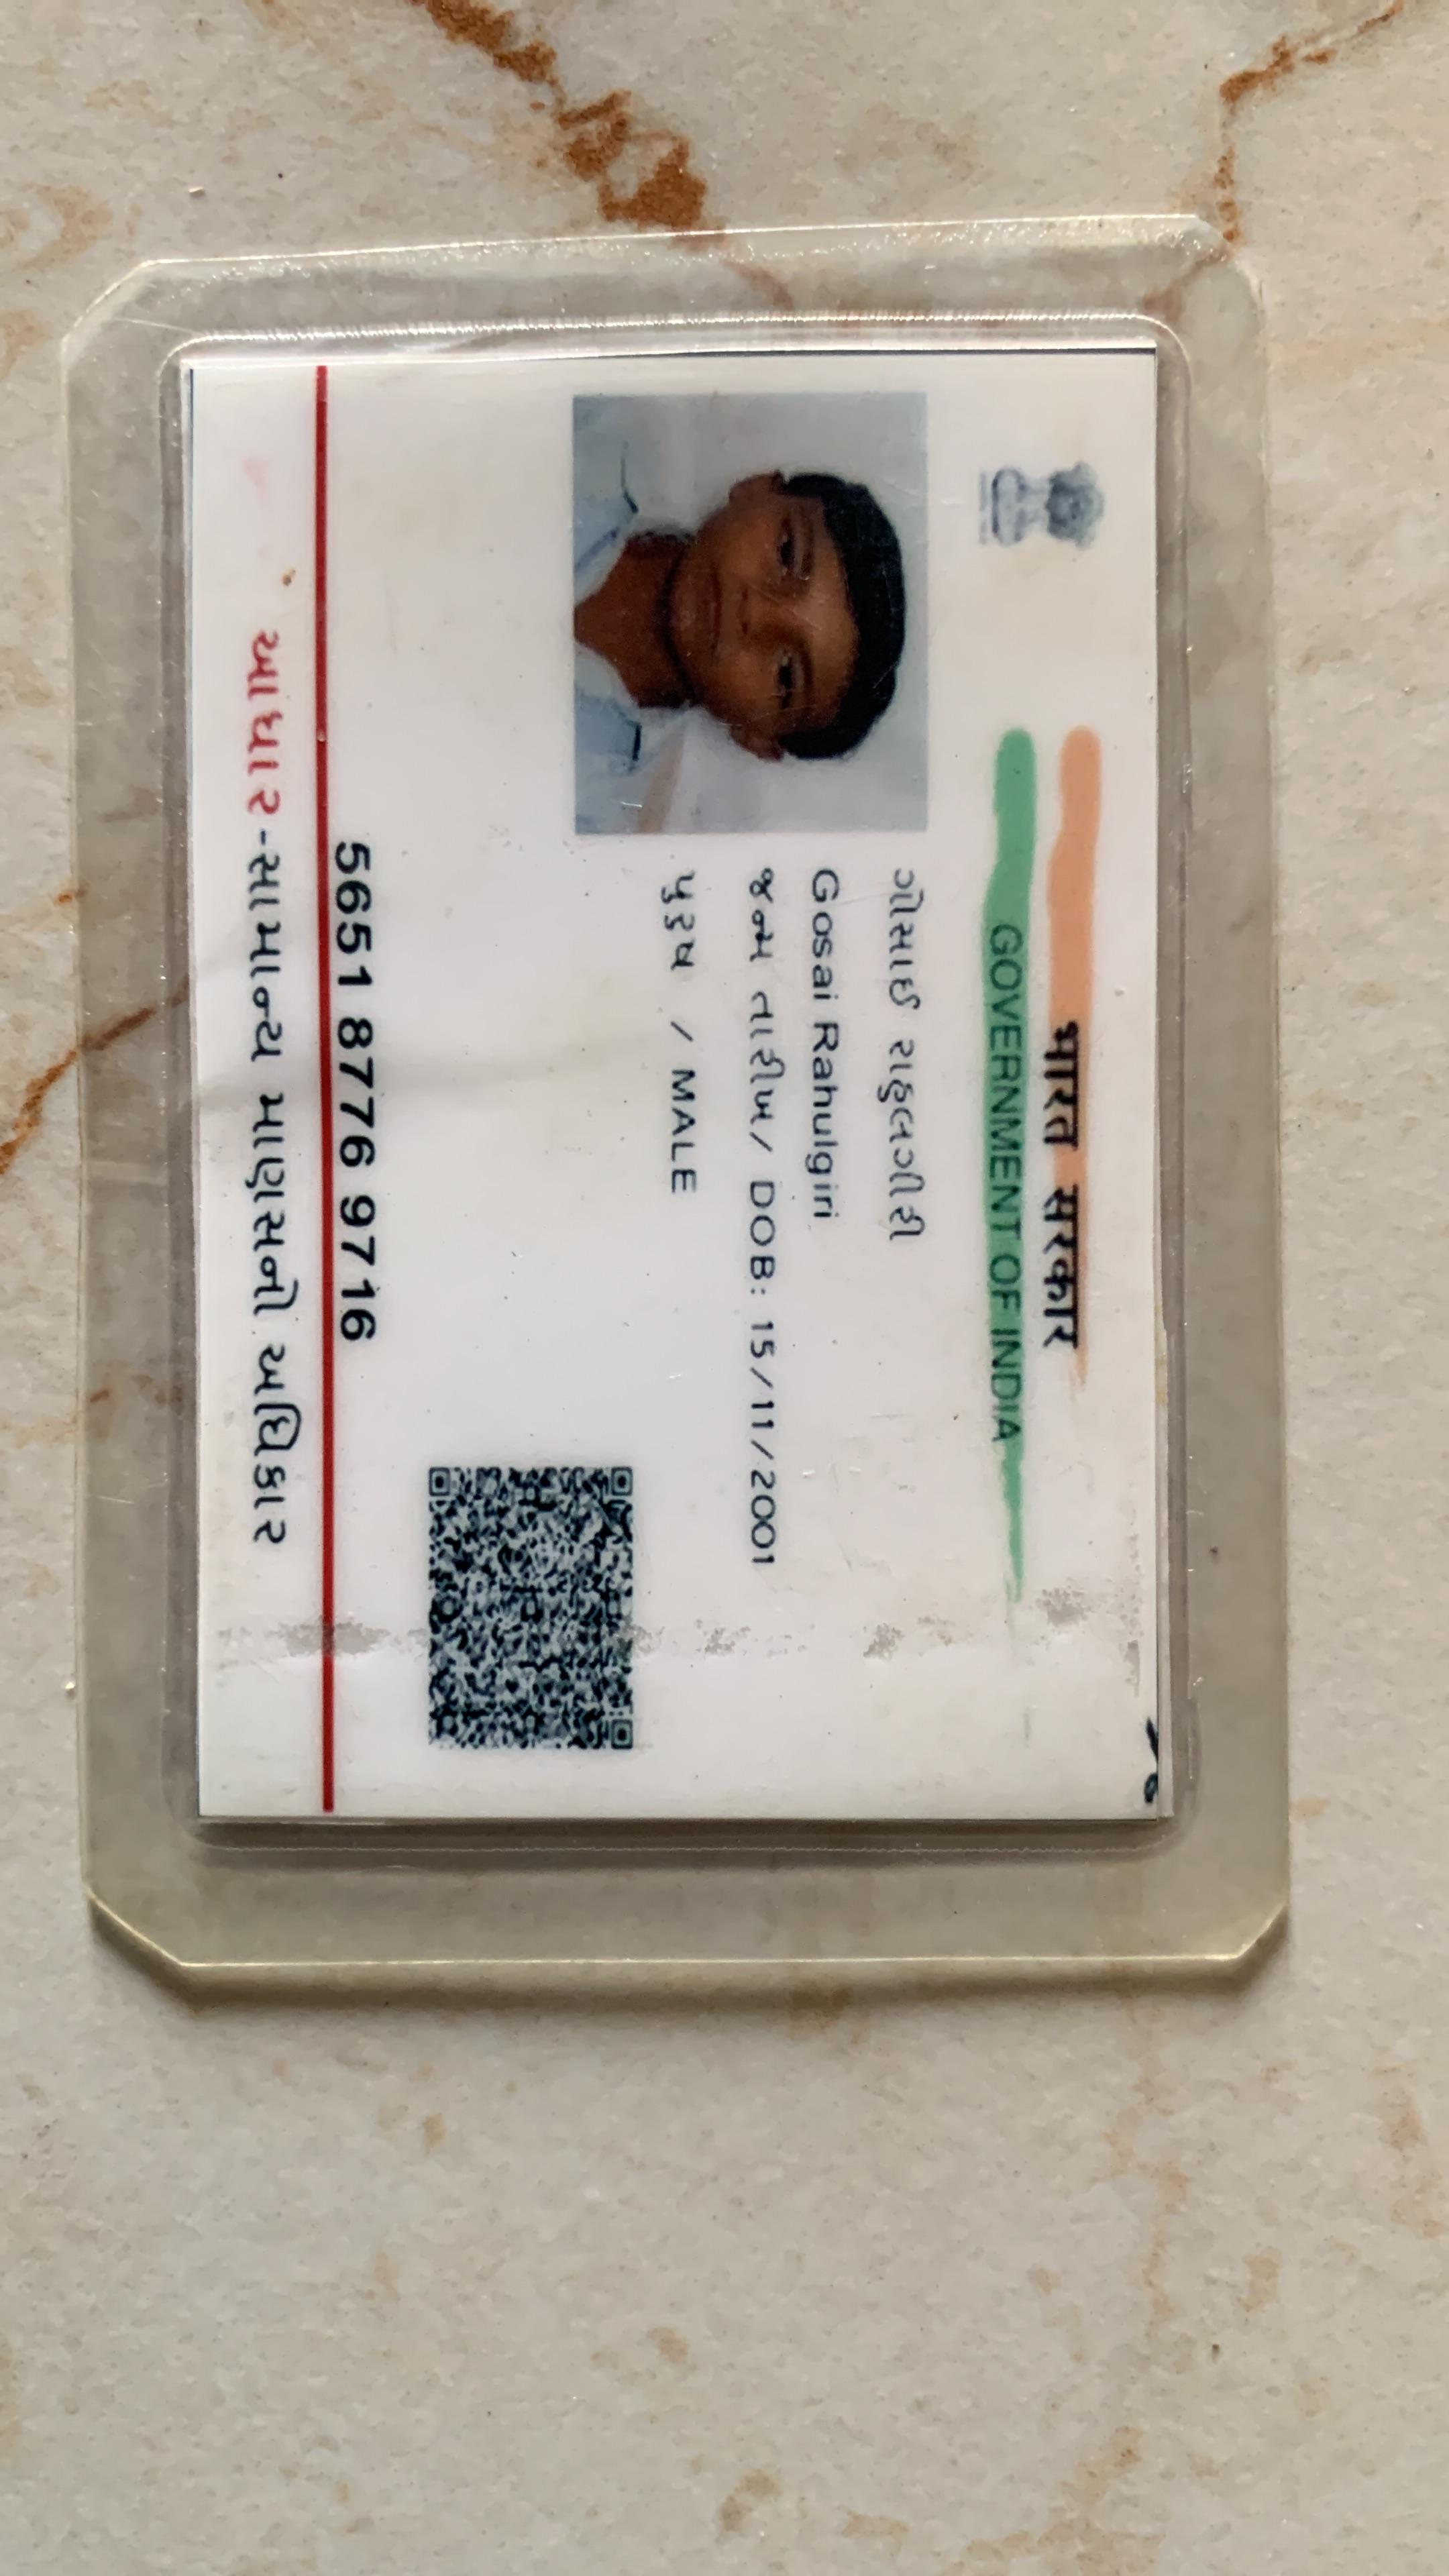 भारत सरकार
GOVERNMENT OF INDIA
ગોસાઈ રાહુલગીરી
Gosai Rahulgiri
જન્મ તારીખ/ DOB: 15/11/2001
પુરૂષ / MALE
5651 8776 9716
આધાર-સામાન્ય માણસનો અધિકાર